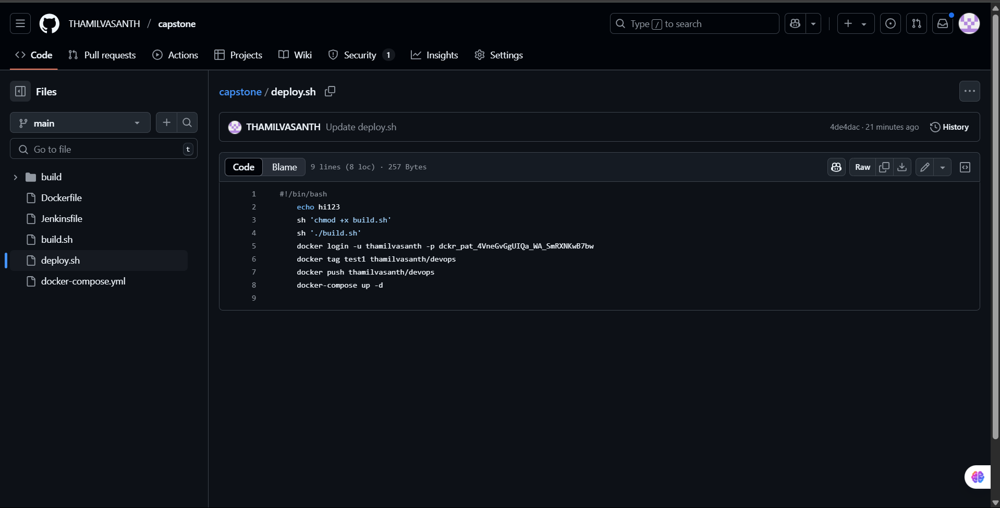 THAMILVASANTH / capstone
Type / to search
Code
Pull requests
Actions
Projects
Wiki
Security 1
Insights
Settings
Files
main
Go to file
t
build
Dockerfile
Jenkinsfile
build.sh
deploy.sh
docker-compose.yml
capstone / deploy.sh
THAMILVASANTH Update deploy.sh
4de4dac · 21 minutes ago
History
Code Blame 9 lines (8 loc) · 257 Bytes
Raw
1 #!/bin/bash
2 echo hi123
3 sh 'chmod +x build.sh'
4 sh './build.sh'
5 docker login -u thamilvasanth -p dckr_pat_4VneGvGgUIQa_WA_SmRXNKwB7bw
6 docker tag test1 thamilvasanth/devops
7 docker push thamilvasanth/devops
8 docker-compose up -d
9